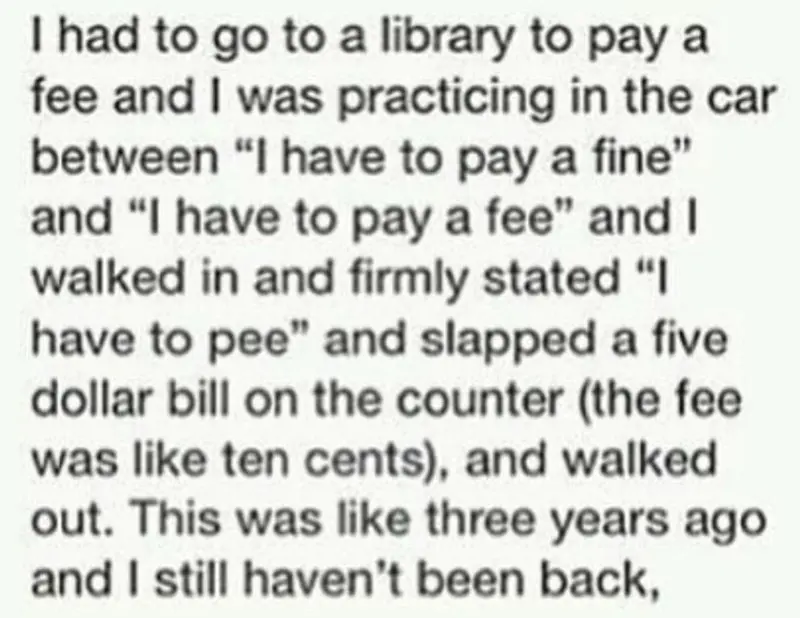 I had to go to a library to pay a
fee and I was practicing in the car
between “I have to pay a fine”
and “I have to pay a fee” and I
walked in and firmly stated “I
have to pee” and slapped a five
dollar bill on the counter (the fee
was like ten cents), and walked
out. This was like three years ago
and I still haven’t been back,